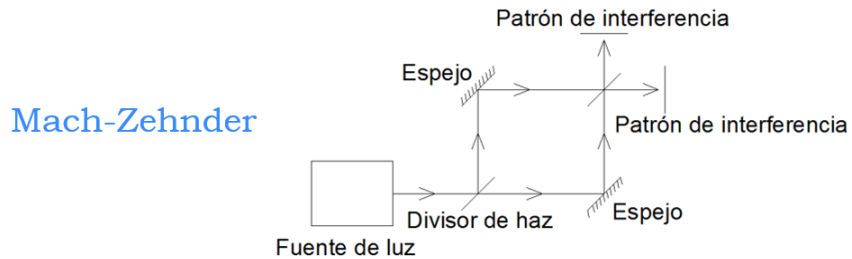 Patrón de interferencia
Espejo
Mach-Zehnder
Patrón de interferencia
Divisor de haz
Espejo
Fuente de luz